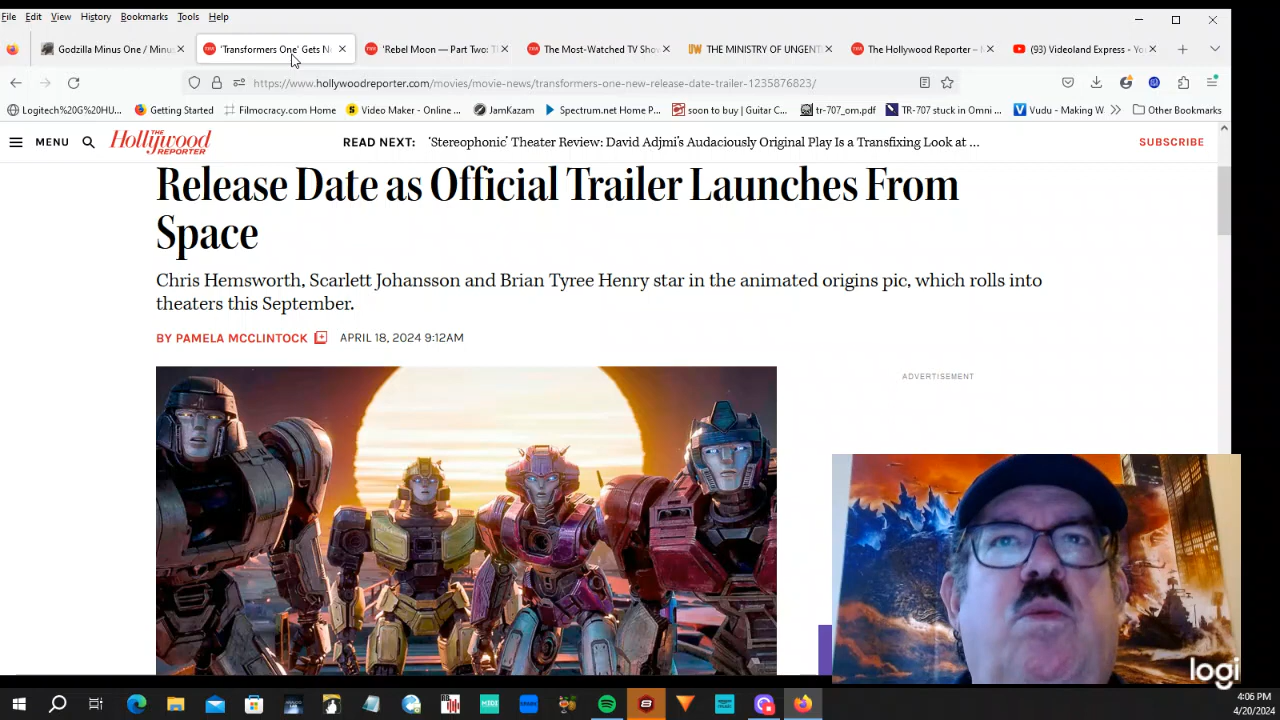 File Edit View History Bookmarks Tools Help
Godzilla Minus One / Minu
'Transformers One' Gets N
'Rebel Moon — Part Two: T
The Most-Watched TV Sho
THE MINISTRY OF UNGENT
The Hollywood Reporter –
(93) Videoland Express - Yo
https://www.hollywoodreporter.com/movies/movie-news/transformers-one-new-release-date-trailer-1235876823/
Logitech%20G%20HU... Getting Started Filmocracy.com Home Video Maker - Online ... JamKazam Spectrum.net Home P... soon to buy | Guitar C... tr-707_om.pdf TR-707 stuck in Omni ... Vudu - Making W Other Bookmarks
MENU The Hollywood REPORTER READ NEXT: 'Stereophonic' Theater Review: David Adjmi's Audaciously Original Play Is a Transfixing Look at ... SUBSCRIBE
Release Date as Official Trailer Launches From
Space
Chris Hemsworth, Scarlett Johansson and Brian Tyree Henry star in the animated origins pic, which rolls into
theaters this September.
BY PAMELA MCCLINTOCK APRIL 18, 2024 9:12AM
ADVERTISEMENT
logi
4:06 PM
4/20/2024